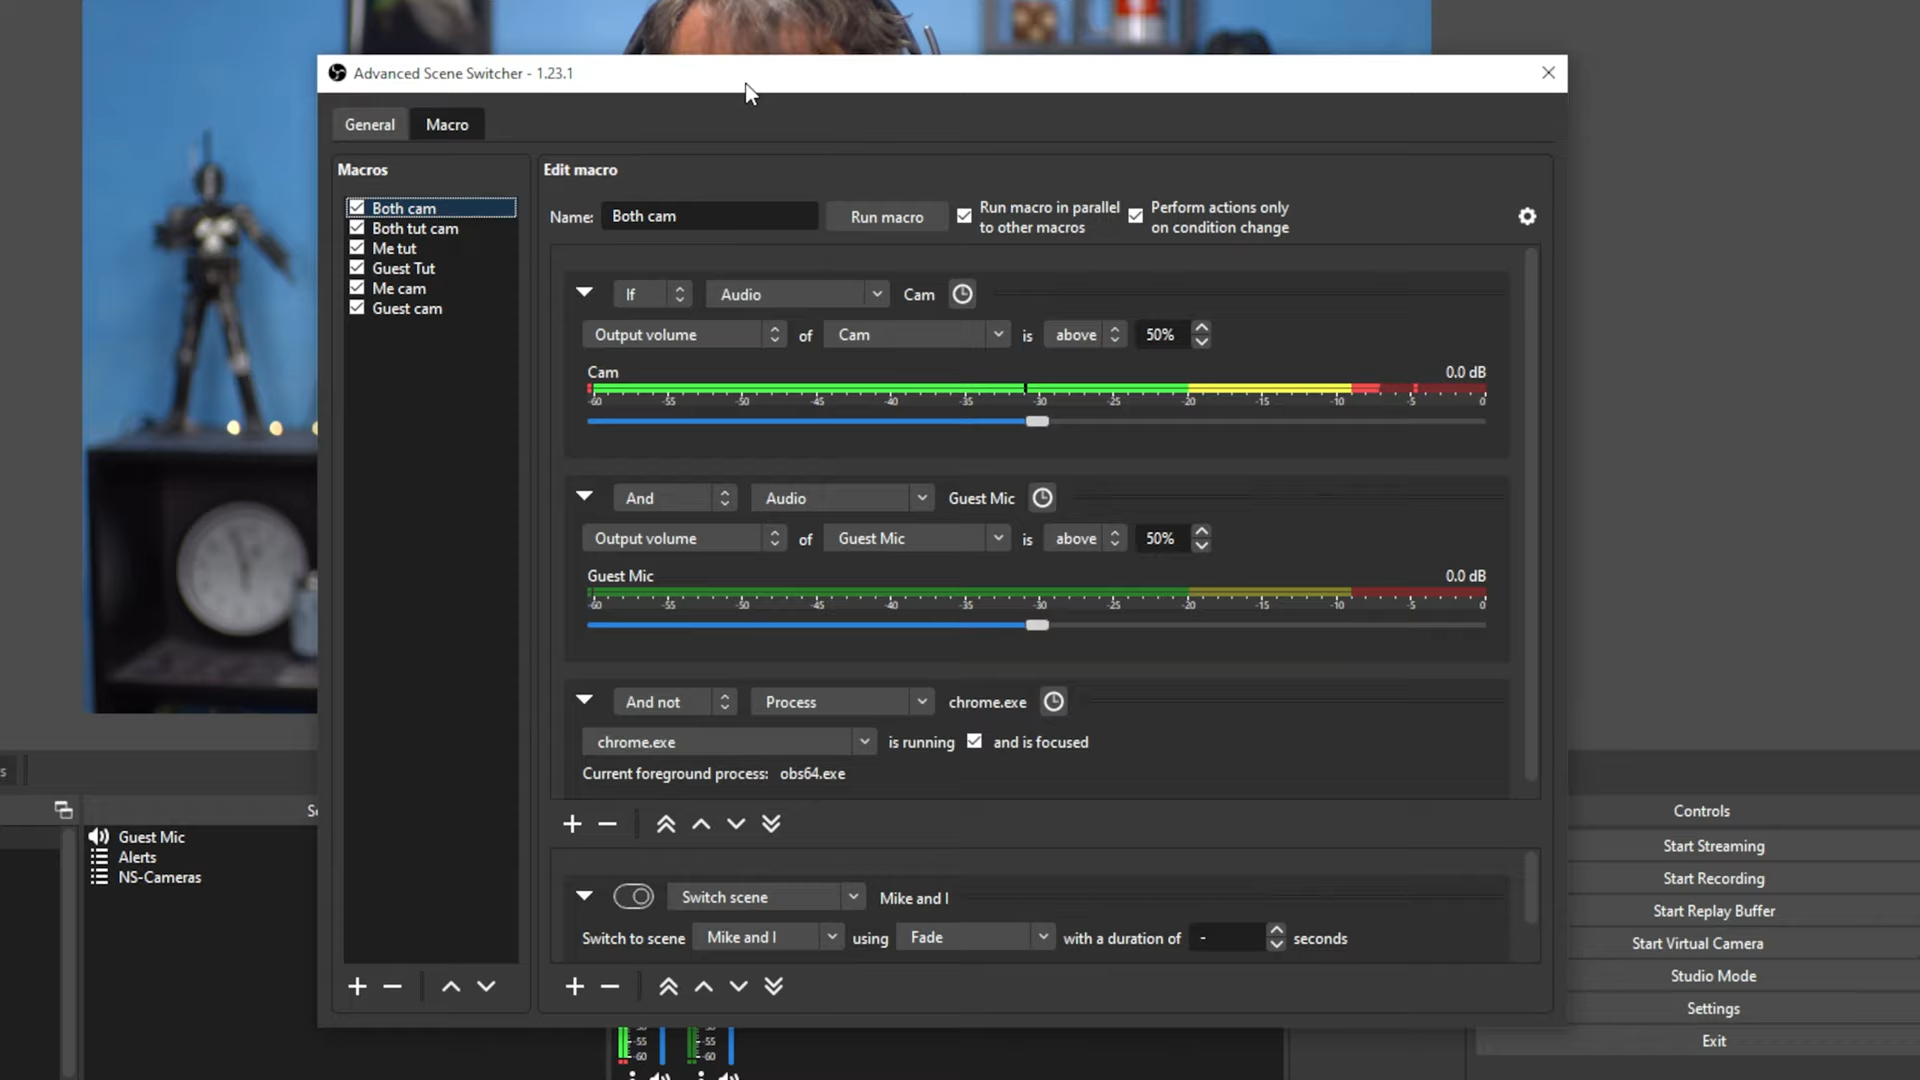 Advanced Scene Switcher - 1.23.1
General Macro
Macros
Both cam
Both tut cam
Me tut
Guest Tut
Me cam
Guest cam
Edit macro
Name: Both cam Run macro Run macro in parallel to other macros Perform actions only on condition change
If Audio Cam
Output volume of Cam is above 50%
Cam 0.0 dB
-60 -55 -50 -45 -40 -35 -30 -25 -20 -15 -10 -5 0
And Audio Guest Mic
Output volume of Guest Mic is above 50%
Guest Mic 0.0 dB
-60 -55 -50 -45 -40 -35 -30 -25 -20 -15 -10 -5 0
And not Process chrome.exe
chrome.exe is running and is focused
Current foreground process: obs64.exe
Switch scene Mike and I
Switch to scene Mike and I using Fade with a duration of - seconds
Guest Mic
Alerts
NS-Cameras
-55 -55
-60 -60
Controls
Start Streaming
Start Recording
Start Replay Buffer
Start Virtual Camera
Studio Mode
Settings
Exit